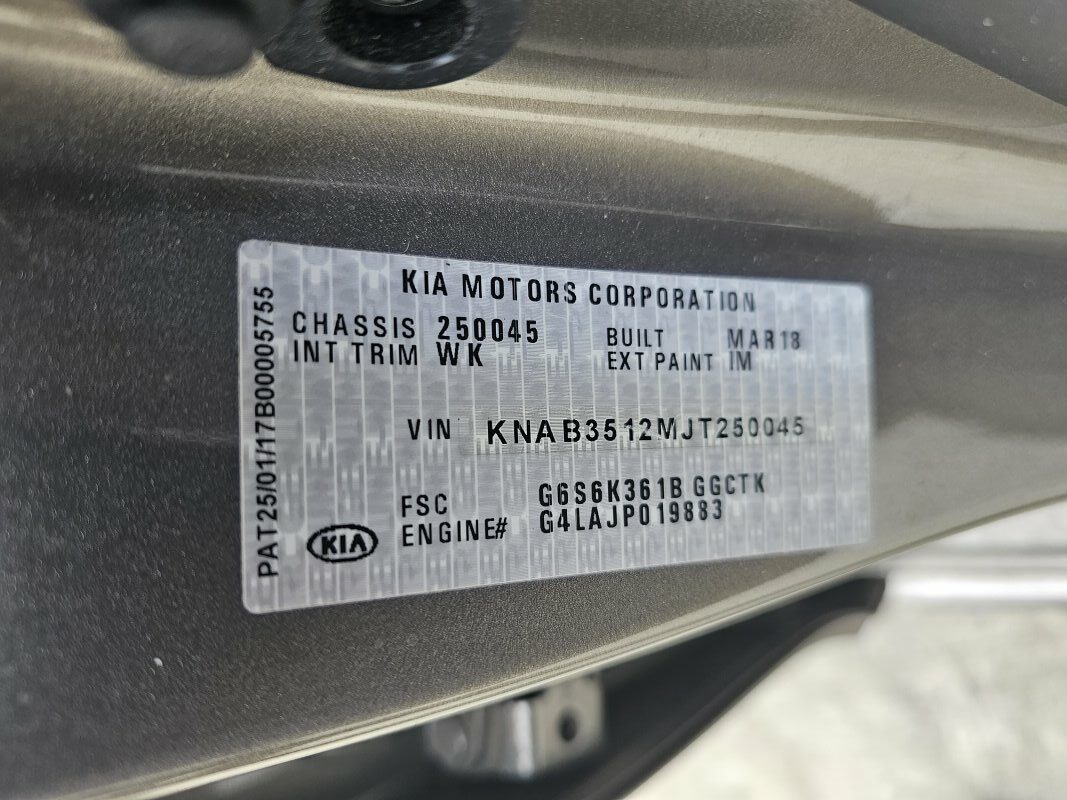 KIA MOTORS CORPORATION
CHASSIS 250045 BUILT MAR18
INT TRIM WK EXT PAINT IM
VIN KNAB3512MJT250045
FSC G6S6K361B GGCTK
ENGINE# G4LAJP019883
KIA
PAT25/01/17B00005755